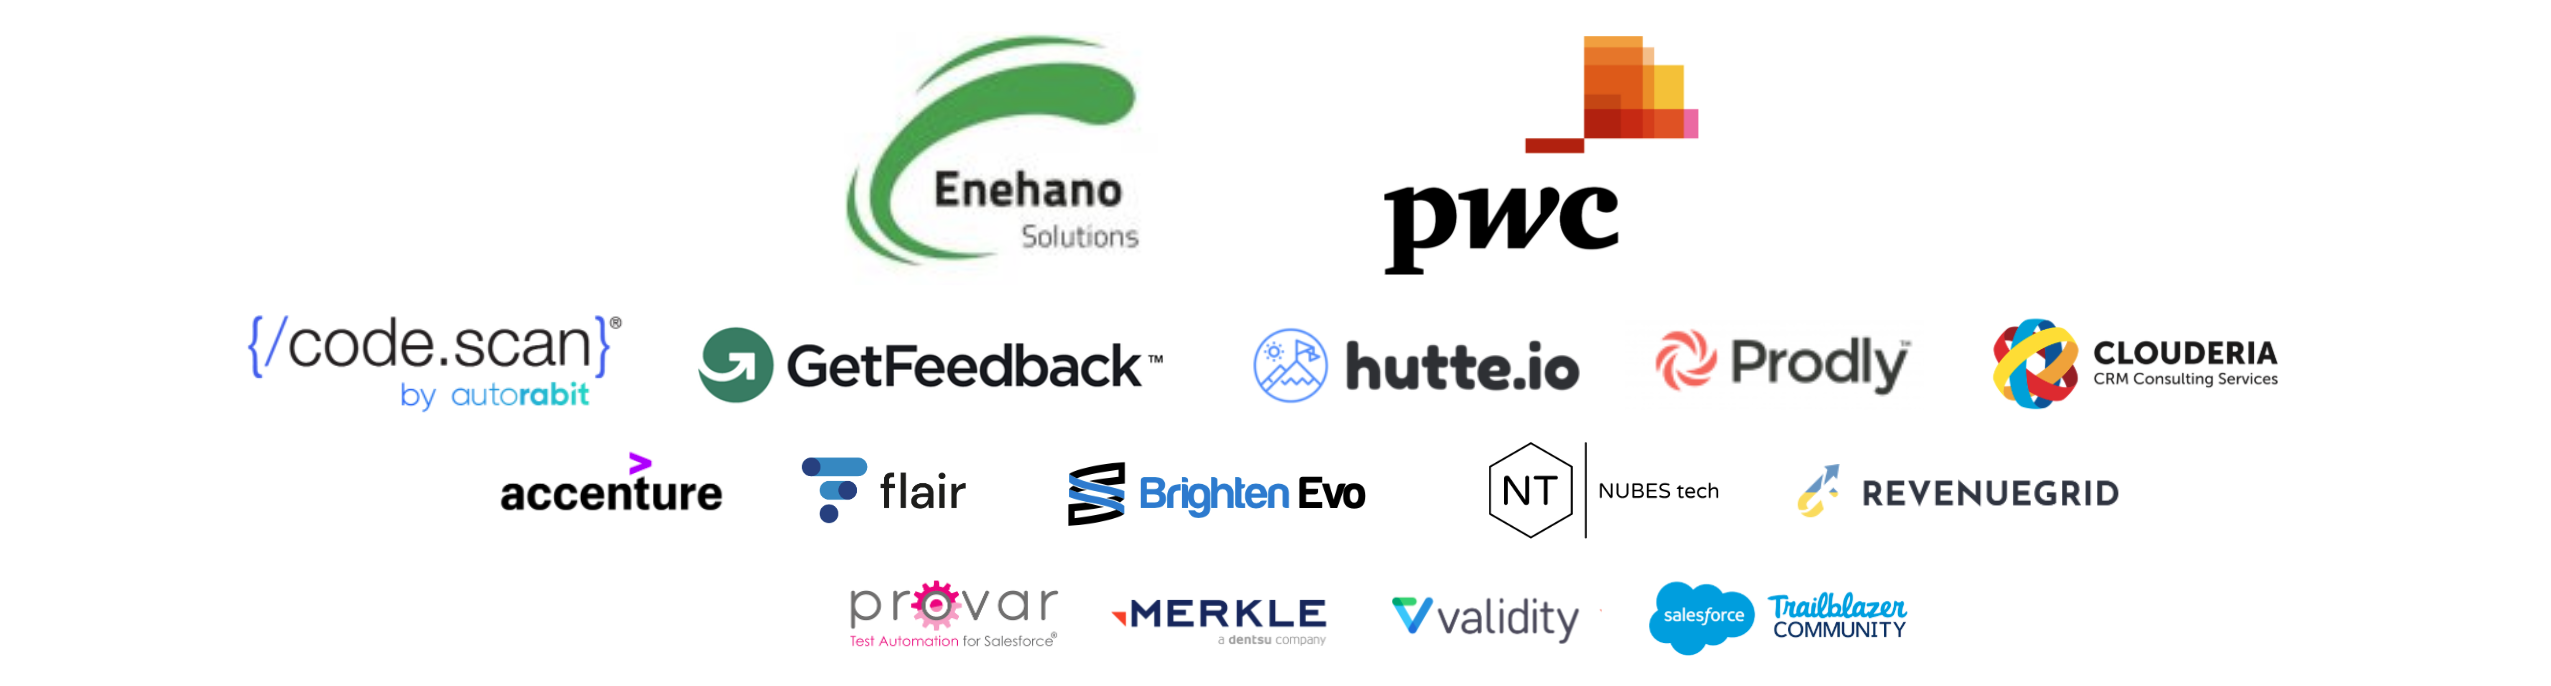 Enehano
Solutions
pwc
{/code.scan}®
by autorabit
GetFeedback™
hutte.io
Prodly™
CLOUDERIA
CRM Consulting Services
accenture
flair
Brighten Evo
NT
NUBES tech
REVENUEGRID
provar
Test Automation for Salesforce®
MERKLE
a dentsu company
validity
salesforce
Trailblazer
COMMUNITY